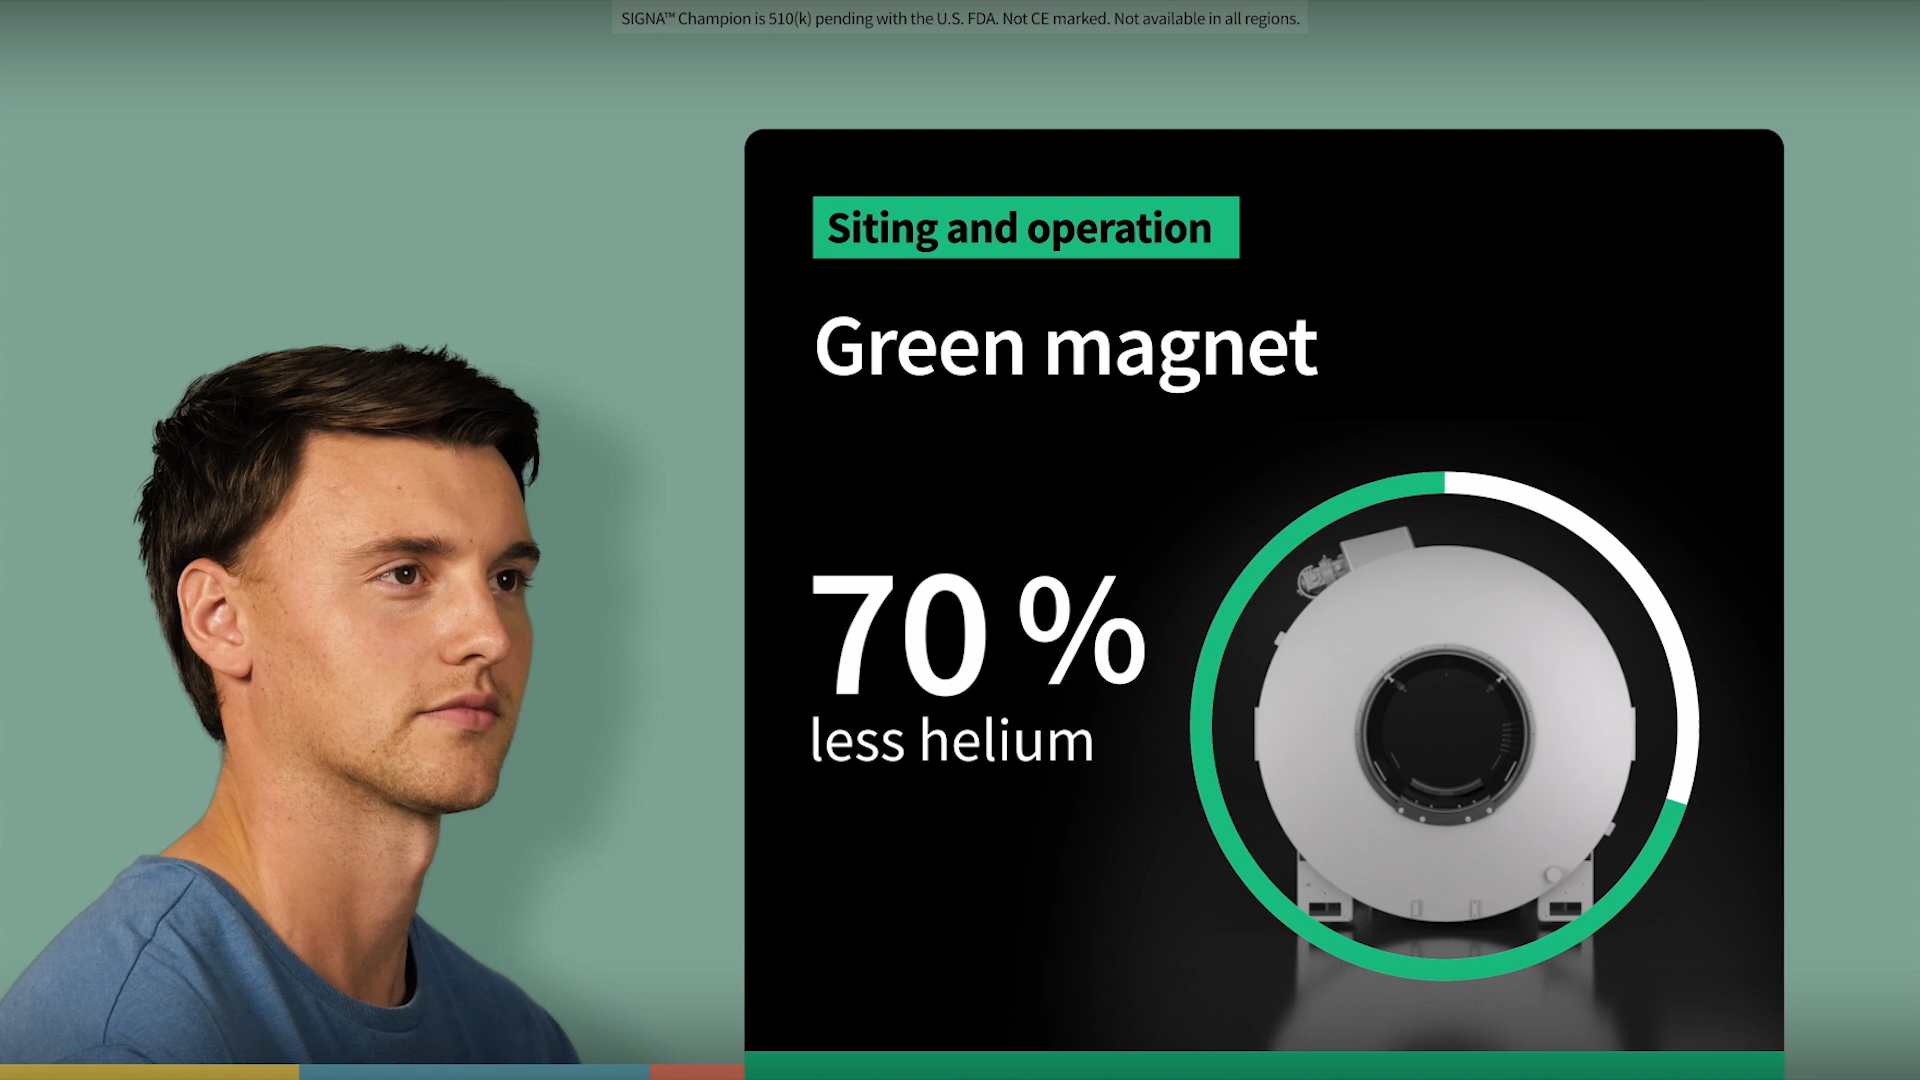 SIGNA™ Champion is 510(k) pending with the U.S. FDA. Not CE marked. Not available in all regions.
Siting and operation
Green magnet
70 %
less helium